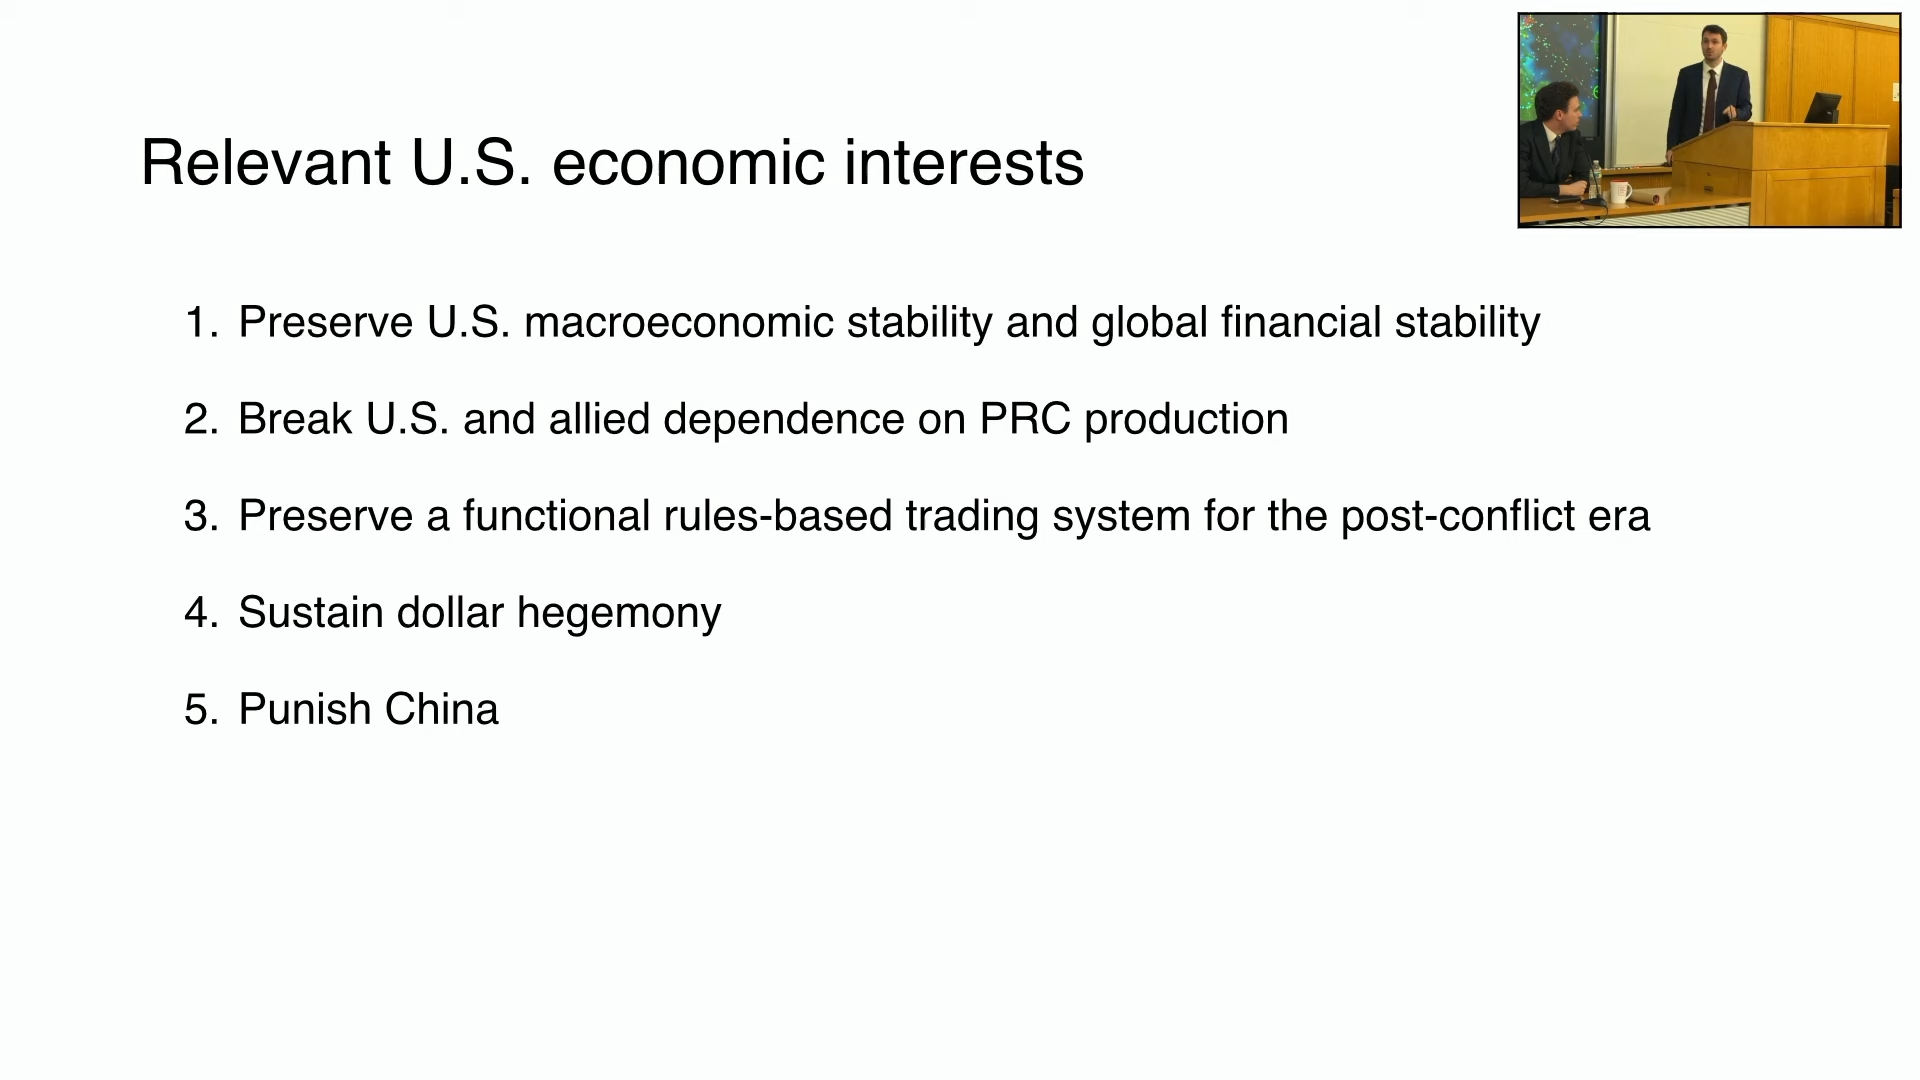 Relevant U.S. economic interests
1. Preserve U.S. macroeconomic stability and global financial stability
2. Break U.S. and allied dependence on PRC production
3. Preserve a functional rules-based trading system for the post-conflict era
4. Sustain dollar hegemony
5. Punish China